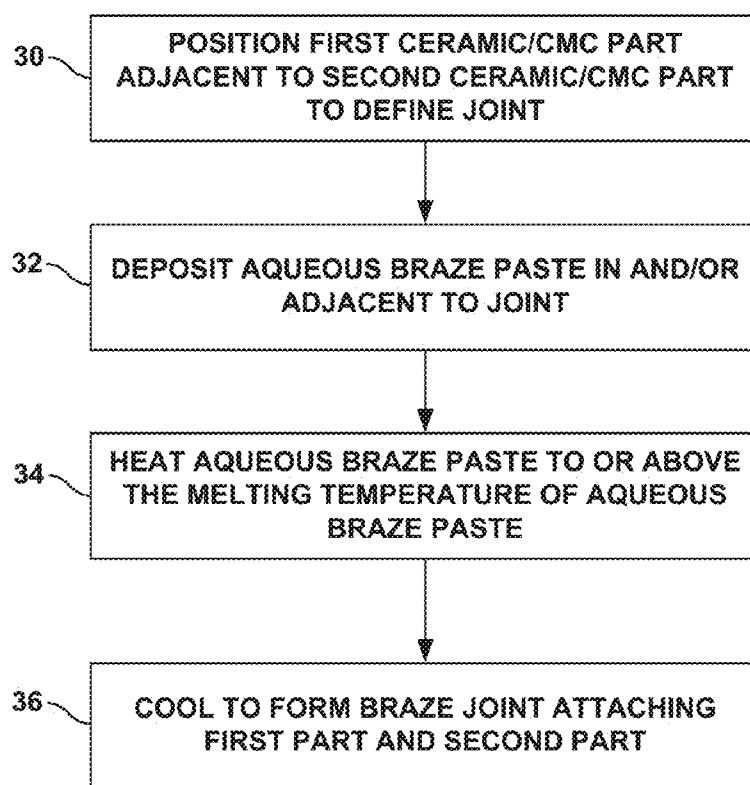 30
POSITION FIRST CERAMIC/CMC PART
ADJACENT TO SECOND CERAMIC/CMC PART
TO DEFINE JOINT
32
DEPOSIT AQUEOUS BRAZE PASTE IN AND/OR
ADJACENT TO JOINT
34
HEAT AQUEOUS BRAZE PASTE TO OR ABOVE
THE MELTING TEMPERATURE OF AQUEOUS
BRAZE PASTE
36
COOL TO FORM BRAZE JOINT ATTACHING
FIRST PART AND SECOND PART